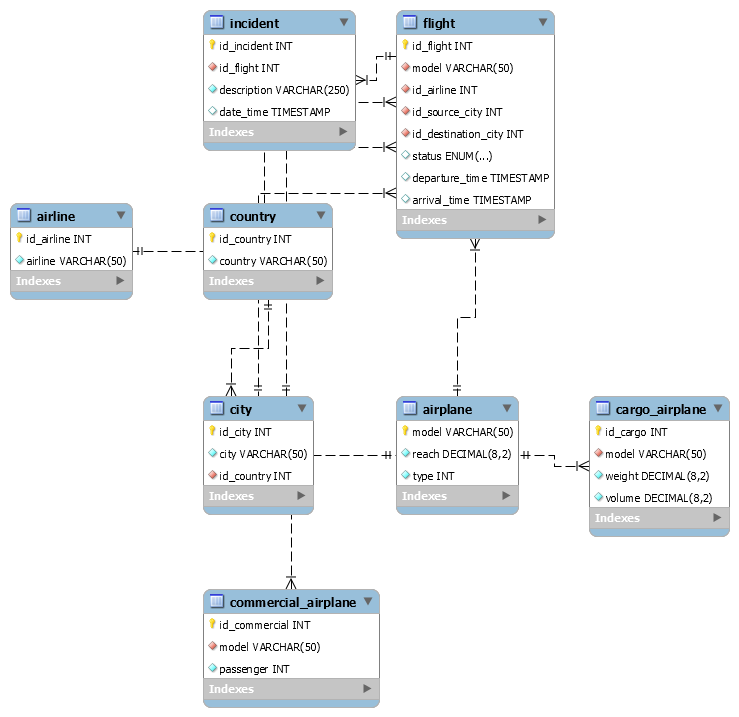 incident
id_incident INT
id_flight INT
description VARCHAR(250)
date_time TIMESTAMP
Indexes
flight
id_flight INT
model VARCHAR(50)
id_airline INT
id_source_city INT
id_destination_city INT
status ENUM(...)
departure_time TIMESTAMP
arrival_time TIMESTAMP
Indexes
airline
id_airline INT
airline VARCHAR(50)
Indexes
country
id_country INT
country VARCHAR(50)
Indexes
city
id_city INT
city VARCHAR(50)
id_country INT
Indexes
airplane
model VARCHAR(50)
reach DECIMAL(8,2)
type INT
Indexes
cargo_airplane
id_cargo INT
model VARCHAR(50)
weight DECIMAL(8,2)
volume DECIMAL(8,2)
Indexes
commercial_airplane
id_commercial INT
model VARCHAR(50)
passenger INT
Indexes